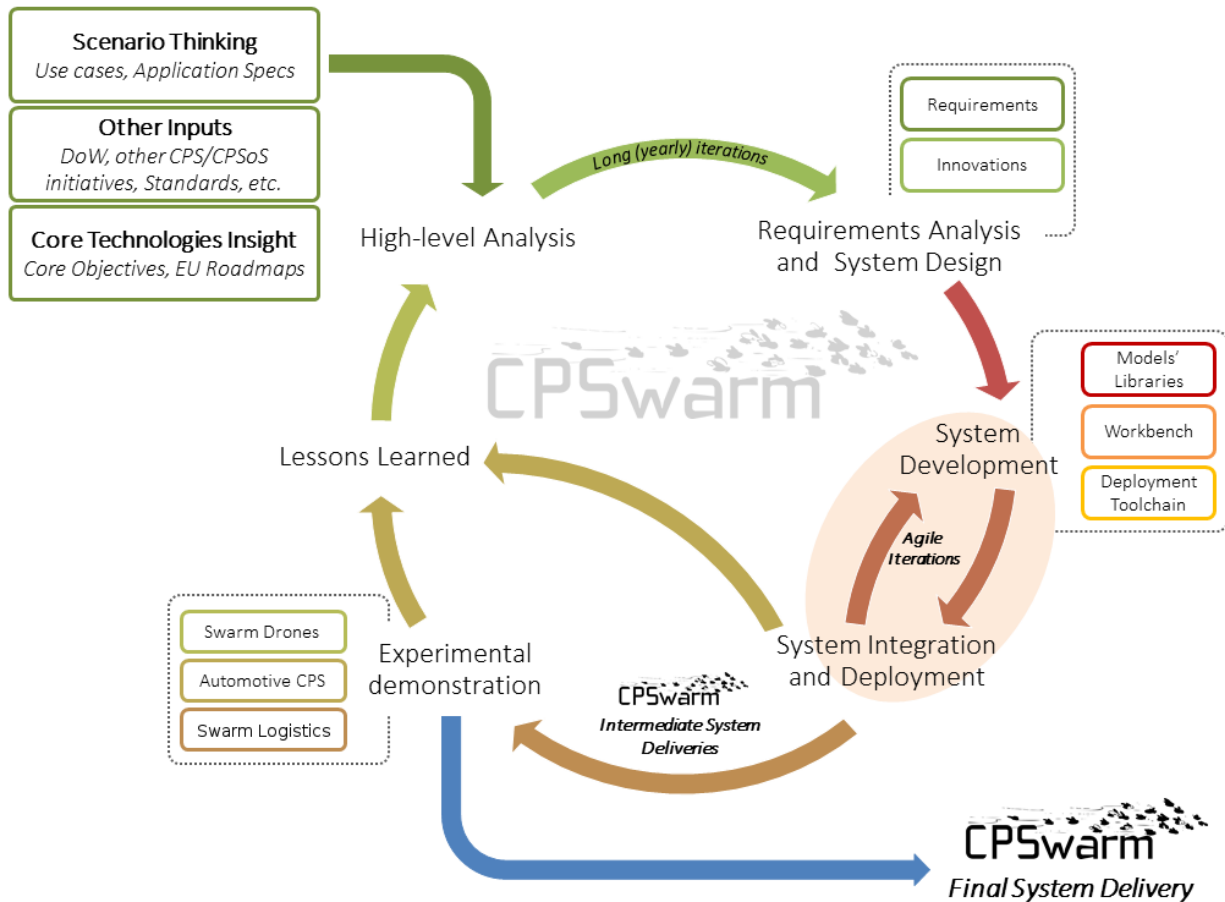 Scenario Thinking
Use cases, Application Specs
Other Inputs
DoW, other CPS/CPSoS
initiatives, Standards, etc.
Core Technologies Insight
Core Objectives, EU Roadmaps
Long (yearly) iterations
Requirements
Innovations
High-level Analysis
Requirements Analysis
and System Design
CPSwarm
Models'
Libraries
Workbench
Deployment
Toolchain
System
Development
Lessons Learned
Agile
Iterations
Swarm Drones
Automotive CPS
Swarm Logistics
Experimental
demonstration
System Integration
and Deployment
CPSwarm
Intermediate System
Deliveries
CPSwarm
Final System Delivery